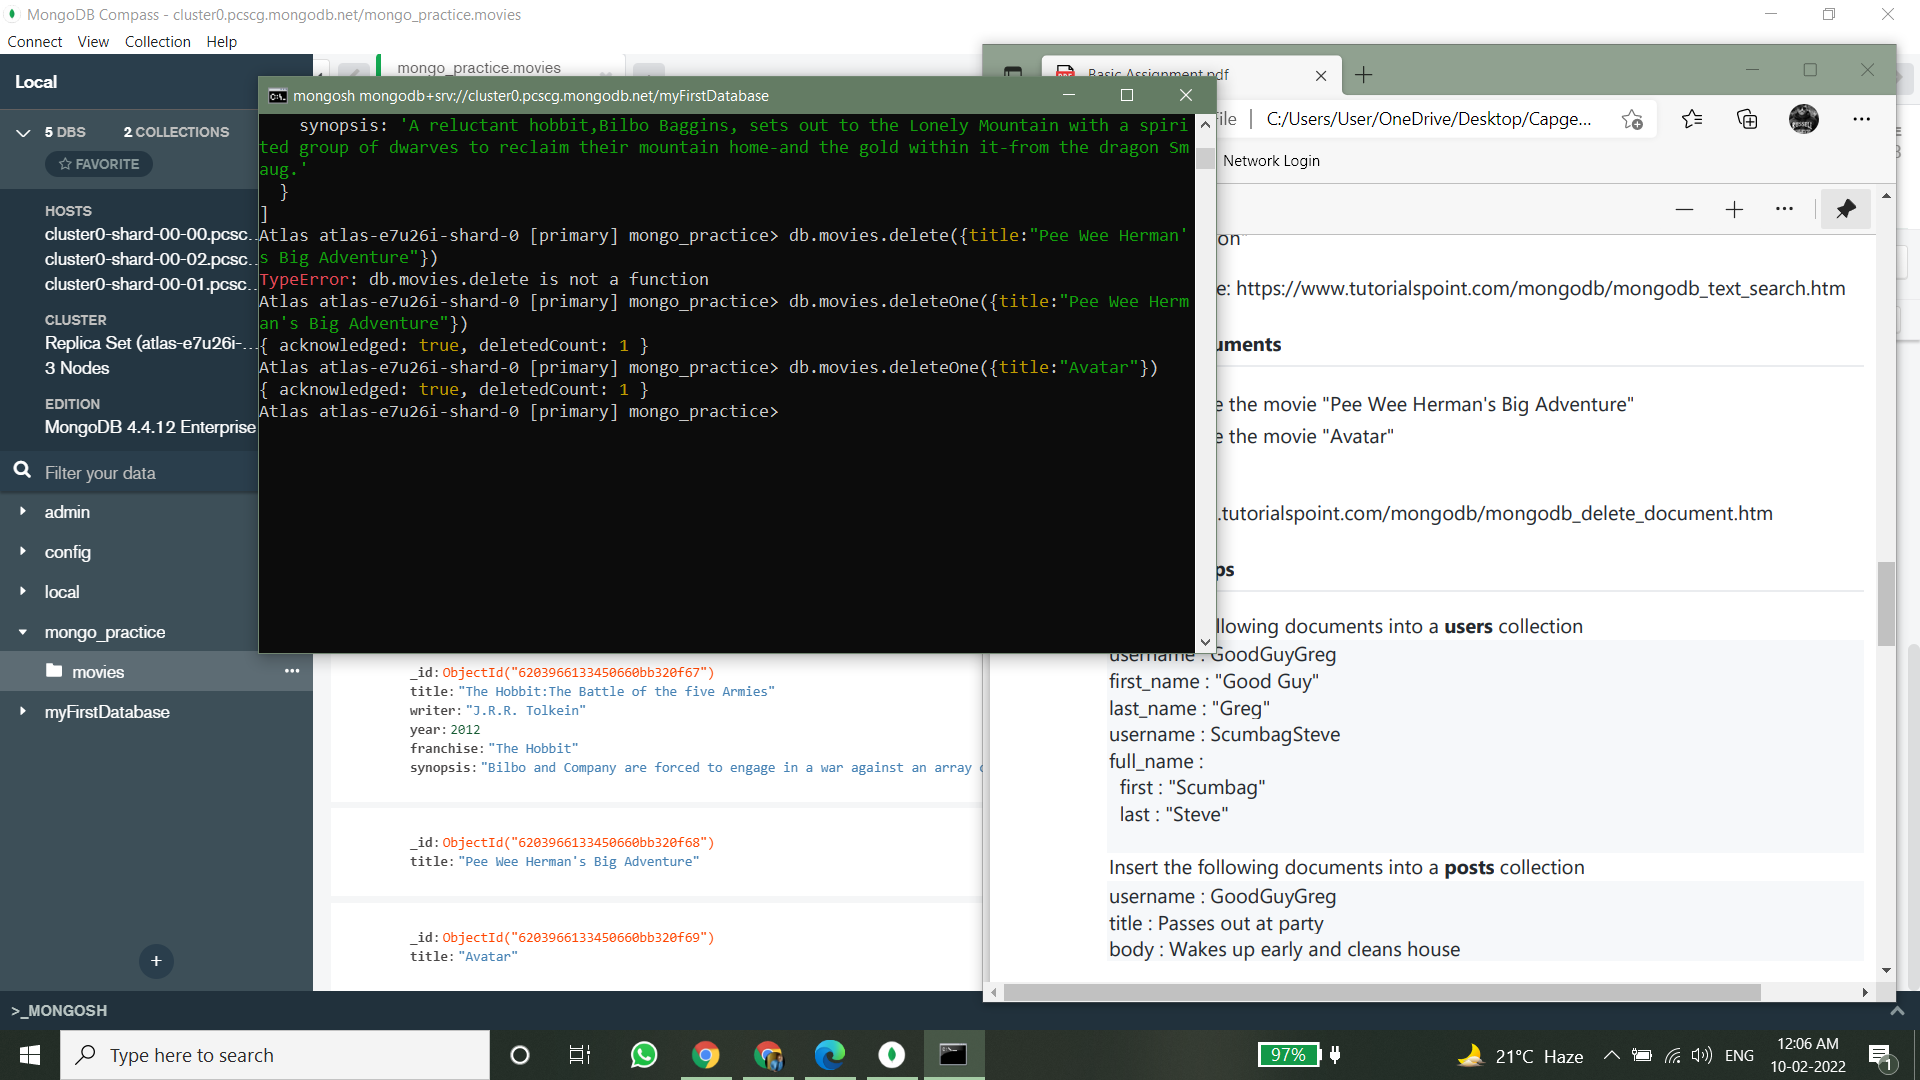 MongoDB Compass - cluster0.pcscg.mongodb.net/mongo_practice.movies
Connect View Collection Help
Local
5 DBS 2 COLLECTIONS
FAVORITE
HOSTS
cluster0-shard-00-00.pcsc...
cluster0-shard-00-02.pcsc...
cluster0-shard-00-01.pcsc...
CLUSTER
Replica Set (atlas-e7u26i-...
3 Nodes
EDITION
MongoDB 4.4.12 Enterprise
Filter your data
admin
config
local
mongo_practice
movies
myFirstDatabase
>_MONGOSH
mongo_practice.movies
mongosh mongodb+srv://cluster0.pcscg.mongodb.net/myFirstDatabase
synopsis: 'A reluctant hobbit,Bilbo Baggins, sets out to the Lonely Mountain with a spiri
ted group of dwarves to reclaim their mountain home-and the gold within it-from the dragon Sm
aug.'
}
]
Atlas atlas-e7u26i-shard-0 [primary] mongo_practice> db.movies.delete({title:"Pee Wee Herman'
s Big Adventure"})
TypeError: db.movies.delete is not a function
Atlas atlas-e7u26i-shard-0 [primary] mongo_practice> db.movies.deleteOne({title:"Pee Wee Herm
an's Big Adventure"})
{ acknowledged: true, deletedCount: 1 }
Atlas atlas-e7u26i-shard-0 [primary] mongo_practice> db.movies.deleteOne({title:"Avatar"})
{ acknowledged: true, deletedCount: 1 }
Atlas atlas-e7u26i-shard-0 [primary] mongo_practice>
_id: ObjectId("6203966133450660bb320f67")
title: "The Hobbit:The Battle of the five Armies"
writer: "J.R.R. Tolkein"
year: 2012
franchise: "The Hobbit"
synopsis: "Bilbo and Company are forced to engage in a war against an array
_id: ObjectId("6203966133450660bb320f68")
title: "Pee Wee Herman's Big Adventure"
_id: ObjectId("6203966133450660bb320f69")
title: "Avatar"
Basic Assignment.pdf
File C:/Users/User/OneDrive/Desktop/Capge...
Network Login
on"
e: https://www.tutorialspoint.com/mongodb/mongodb_text_search.htm
uments
e the movie "Pee Wee Herman's Big Adventure"
e the movie "Avatar"
.tutorialspoint.com/mongodb/mongodb_delete_document.htm
ps
llowing documents into a users collection
username : GoodGuyGreg
first_name : "Good Guy"
last_name : "Greg"
username : ScumbagSteve
full_name :
first : "Scumbag"
last : "Steve"
Insert the following documents into a posts collection
username : GoodGuyGreg
title : Passes out at party
body : Wakes up early and cleans house
Type here to search
97%
21°C Haze
ENG
12:06 AM
10-02-2022
1